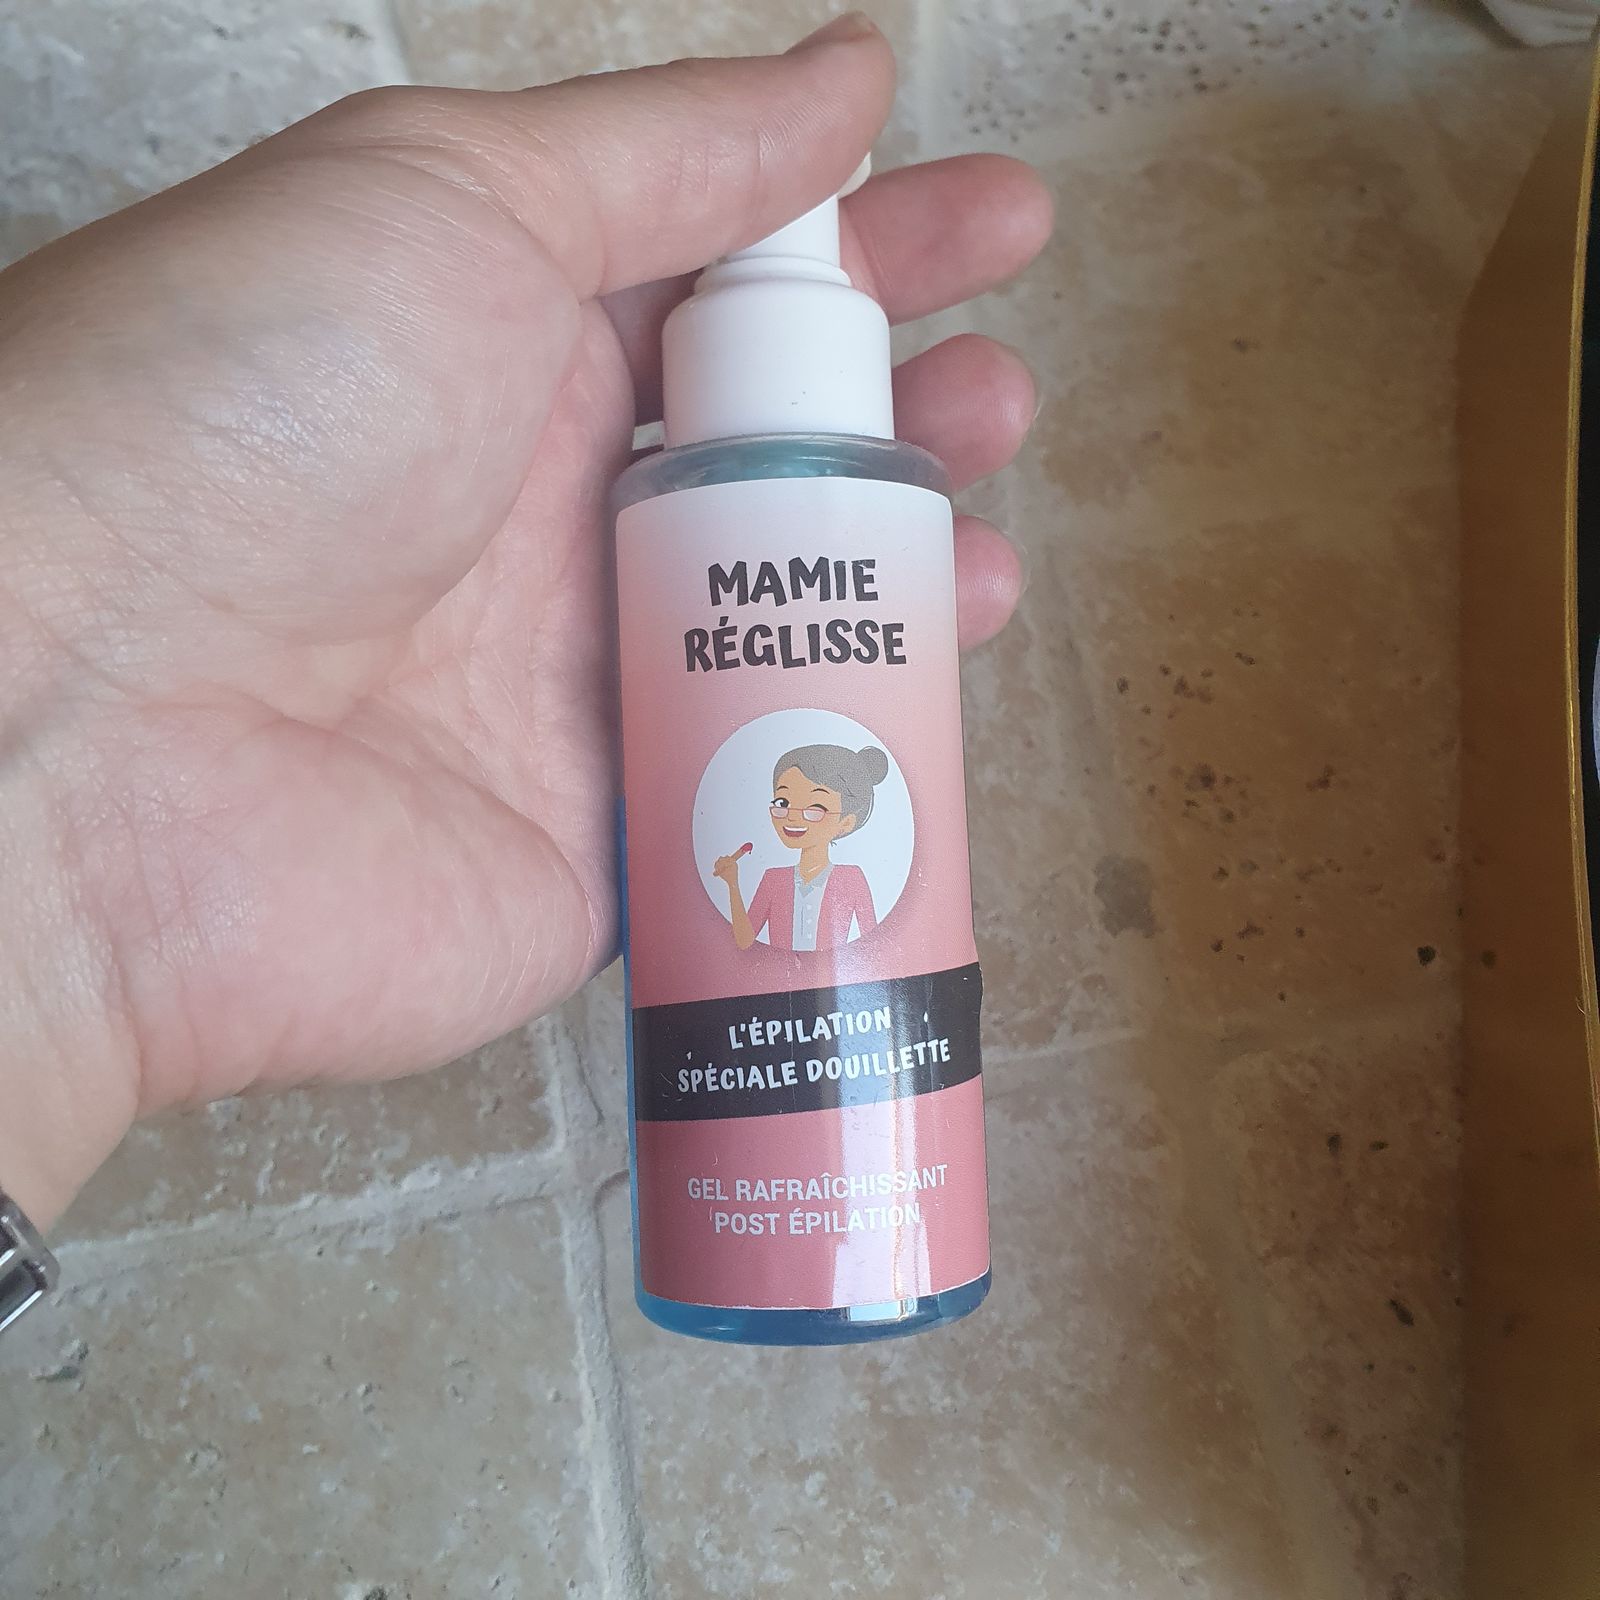 MAMIE
RÉGLISSE
L'ÉPILATION
SPÉCIALE DOUILLETTE
GEL RAFRAÎCHISSANT
POST ÉPILATION